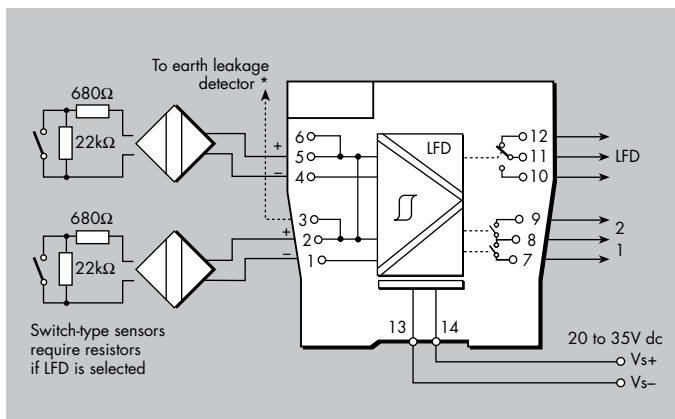 To earth leakage
detector *
680Ω
22kΩ
+
−
6
5
4
LFD
12
11
10
LFD
680Ω
22kΩ
+
−
3
2
1
9
8
7
2
1
Switch-type sensors
require resistors
if LFD is selected
13
14
20 to 35V dc
Vs+
Vs−